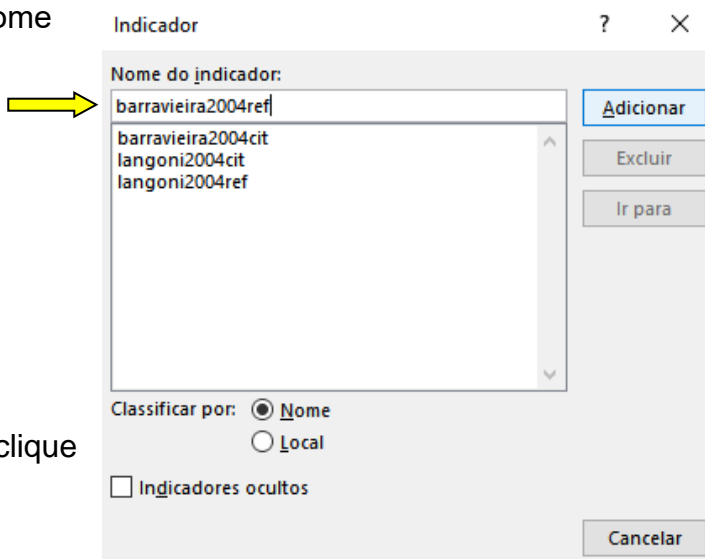 ome
Indicador ? X
Nome do indicador:
barravieira2004ref
Adicionar
barravieira2004cit
langoni2004cit
langoni2004ref
Excluir
Ir para
Classificar por: Nome
Local
clique
Indicadores ocultos
Cancelar